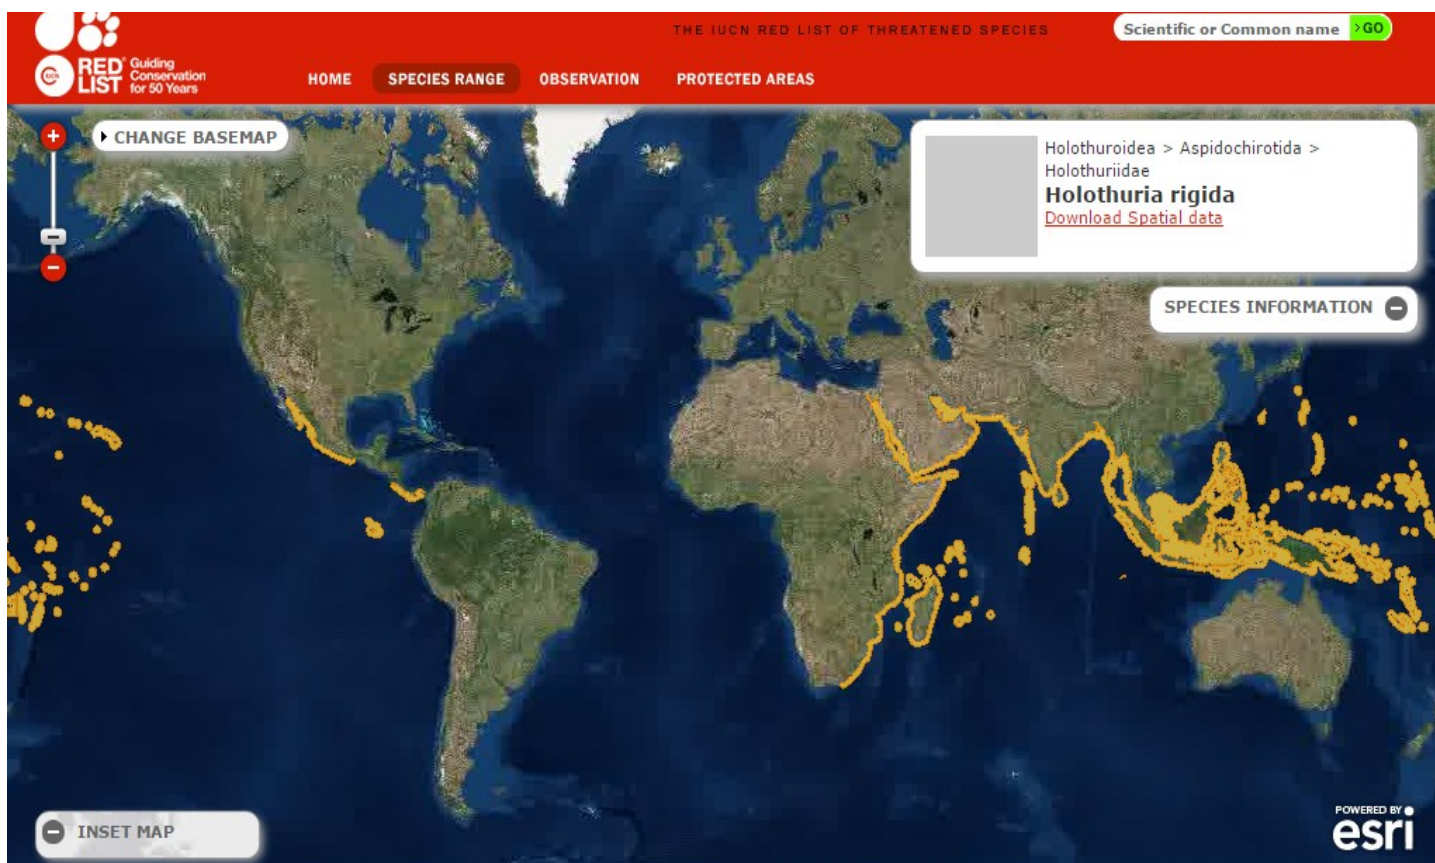 THE IUCN RED LIST OF THREATENED SPECIES
Scientific or Common name >GO
IUCN
RED
LIST
Guiding
Conservation
for 50 Years
HOME SPECIES RANGE OBSERVATION PROTECTED AREAS
CHANGE BASEMAP
Holothuroidea > Aspidochirotida >
Holothuriidae
Holothuria rigida
Download Spatial data
SPECIES INFORMATION
INSET MAP
POWERED BY
esri